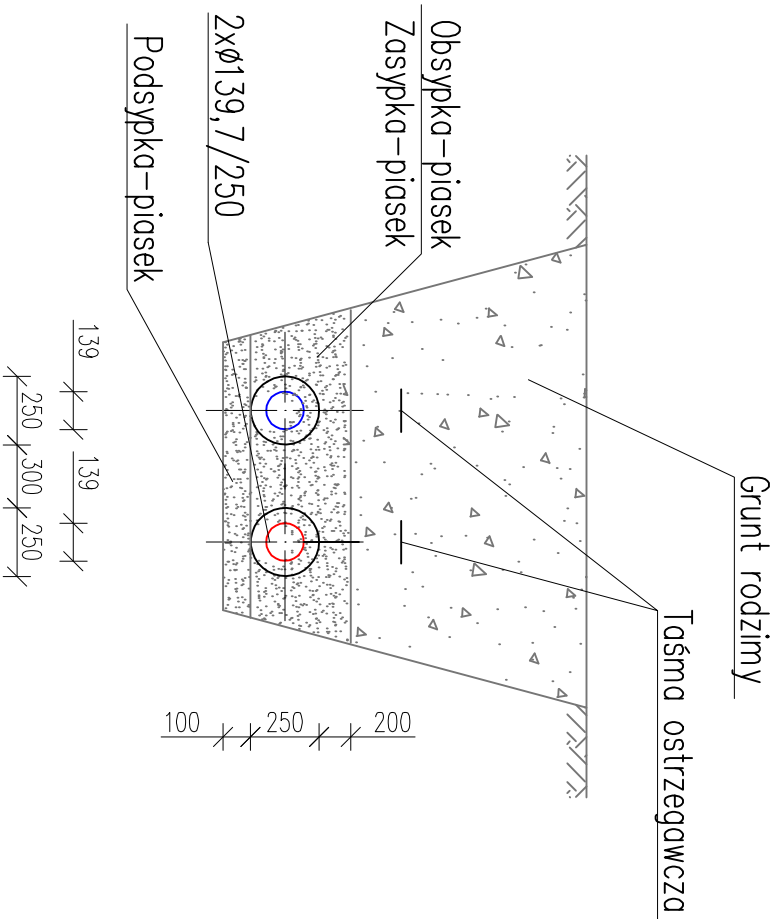 Grunt rodzimy
Taśma ostrzegawcza
Obsypka-piasek
Zasypka-piasek
2xø139,7/250
Podsypka-piasek
200
250
100
139
139
250
300
250